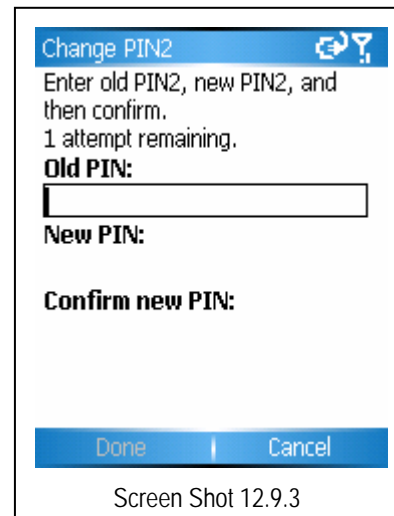 Change PIN2
Enter old PIN2, new PIN2, and
then confirm.
1 attempt remaining.
Old PIN:
New PIN:
Confirm new PIN:
Done Cancel
Screen Shot 12.9.3